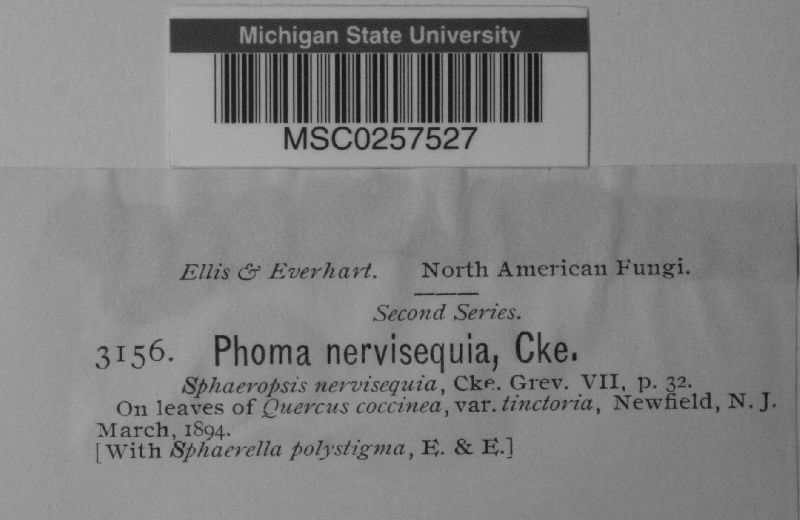 Michigan State University
MSC0257527
Ellis & Everhart. North American Fungi.
Second Series.
3156. Phoma nervisequia, Cke.
Sphaeropsis nervisequia, Cke. Grev. VII, p. 32.
On leaves of Quercus coccinea, var. tinctoria, Newfield, N. J.
March, 1894.
[With Sphaerella polystigma, E. & E.]